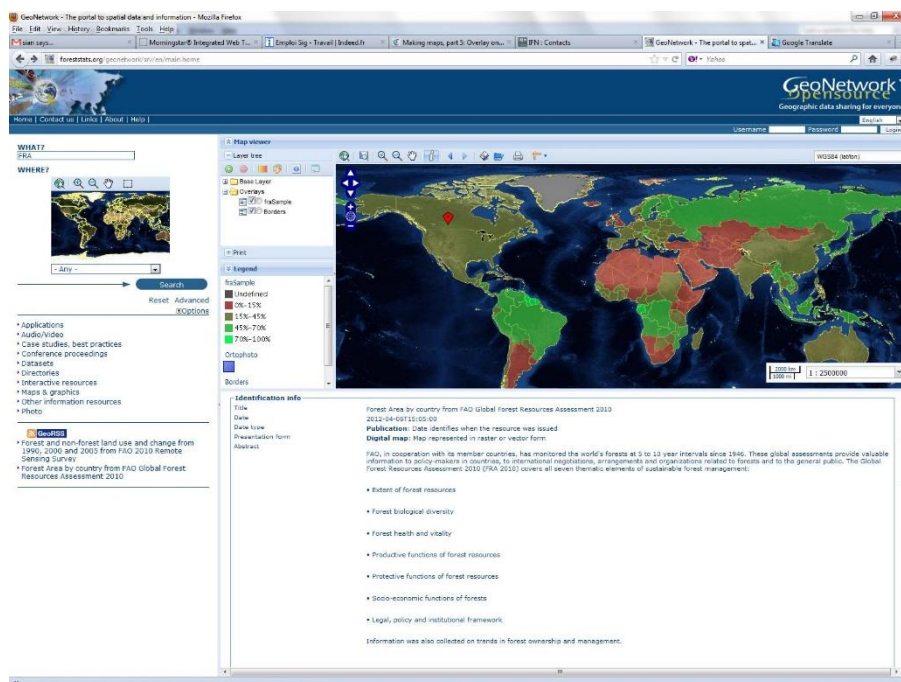 GeoNetwork - The portal to spatial data and information - Mozilla Firefox
File Edit View History Bookmarks Tools Help
sian says...
Morningstar® Integrated Web T...
Emploi Sig - Travail | Indeed.fr
Making maps, part 5: Overlay on...
IFN : Contacts
GeoNetwork - The portal to spat...
Google Translate
foreststats.org/geonetwork/srv/en/main.home
Yahoo
GeoNetwork
Opensource
Geographic data sharing for everyone
Home | Contact us | Links | About | Help |
English
Username Password Login
WHAT?
FRA
WHERE?
- Any -
Search
Reset Advanced
Options
• Applications
• Audio/Video
• Case studies, best practices
• Conference proceedings
• Datasets
• Directories
• Interactive resources
• Maps & graphics
• Other information resources
• Photo
GeoRSS
• Forest and non-forest land use and change from
1990, 2000 and 2005 from FAO 2010 Remote
Sensing Survey
• Forest Area by country from FAO Global Forest
Resources Assessment 2010
Map viewer
Layer tree
Base Layer
Overlays
fraSample
Borders
Print
Legend
fraSample
Undefined
0%-15%
15%-45%
45%-70%
70%-100%
Ortophoto
Borders
WGS84 (lat/lon)
2000 km
1000 mi
1 : 2500000
Identification info
Title Forest Area by country from FAO Global Forest Resources Assessment 2010
Date 2012-04-06T15:05:00
Date type Publication: Date identifies when the resource was issued
Presentation form Digital map: Map represented in raster or vector form
Abstract FAO, in cooperation with its member countries, has monitored the world's forests at 5 to 10 year intervals since 1946. These global assessments provide valuable
information to policy-makers in countries, to international negotiations, arrangements and organizations related to forests and to the general public. The Global
Forest Resources Assessment 2010 (FRA 2010) covers all seven thematic elements of sustainable forest management:
• Extent of forest resources
• Forest biological diversity
• Forest health and vitality
• Productive functions of forest resources
• Protective functions of forest resources
• Socio-economic functions of forests
• Legal, policy and institutional framework
Information was also collected on trends in forest ownership and management.